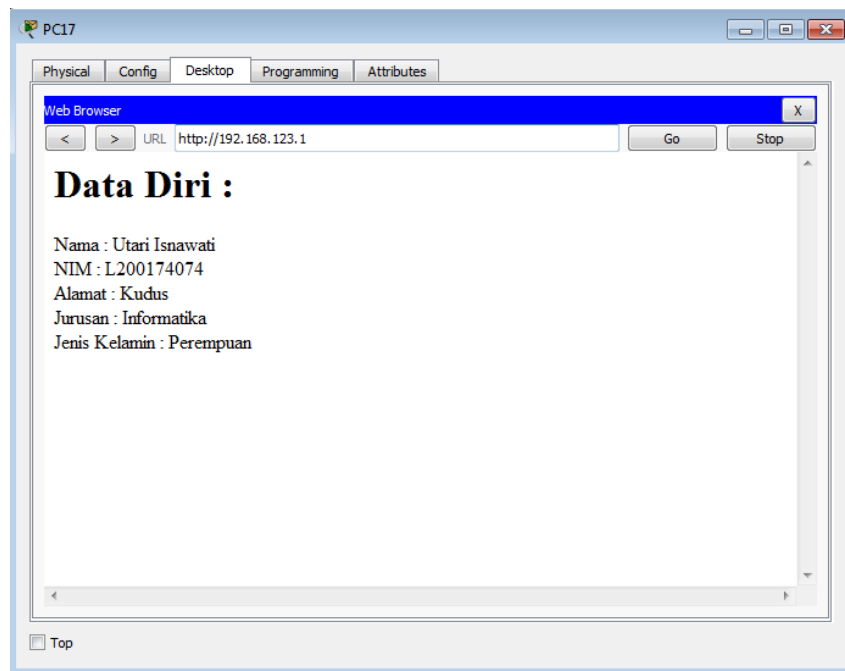 PC17
Physical Config Desktop Programming Attributes
Web Browser X
< > URL http://192.168.123.1 Go Stop
Data Diri :
Nama : Utari Isnawati
NIM : L200174074
Alamat : Kudus
Jurusan : Informatika
Jenis Kelamin : Perempuan
Top